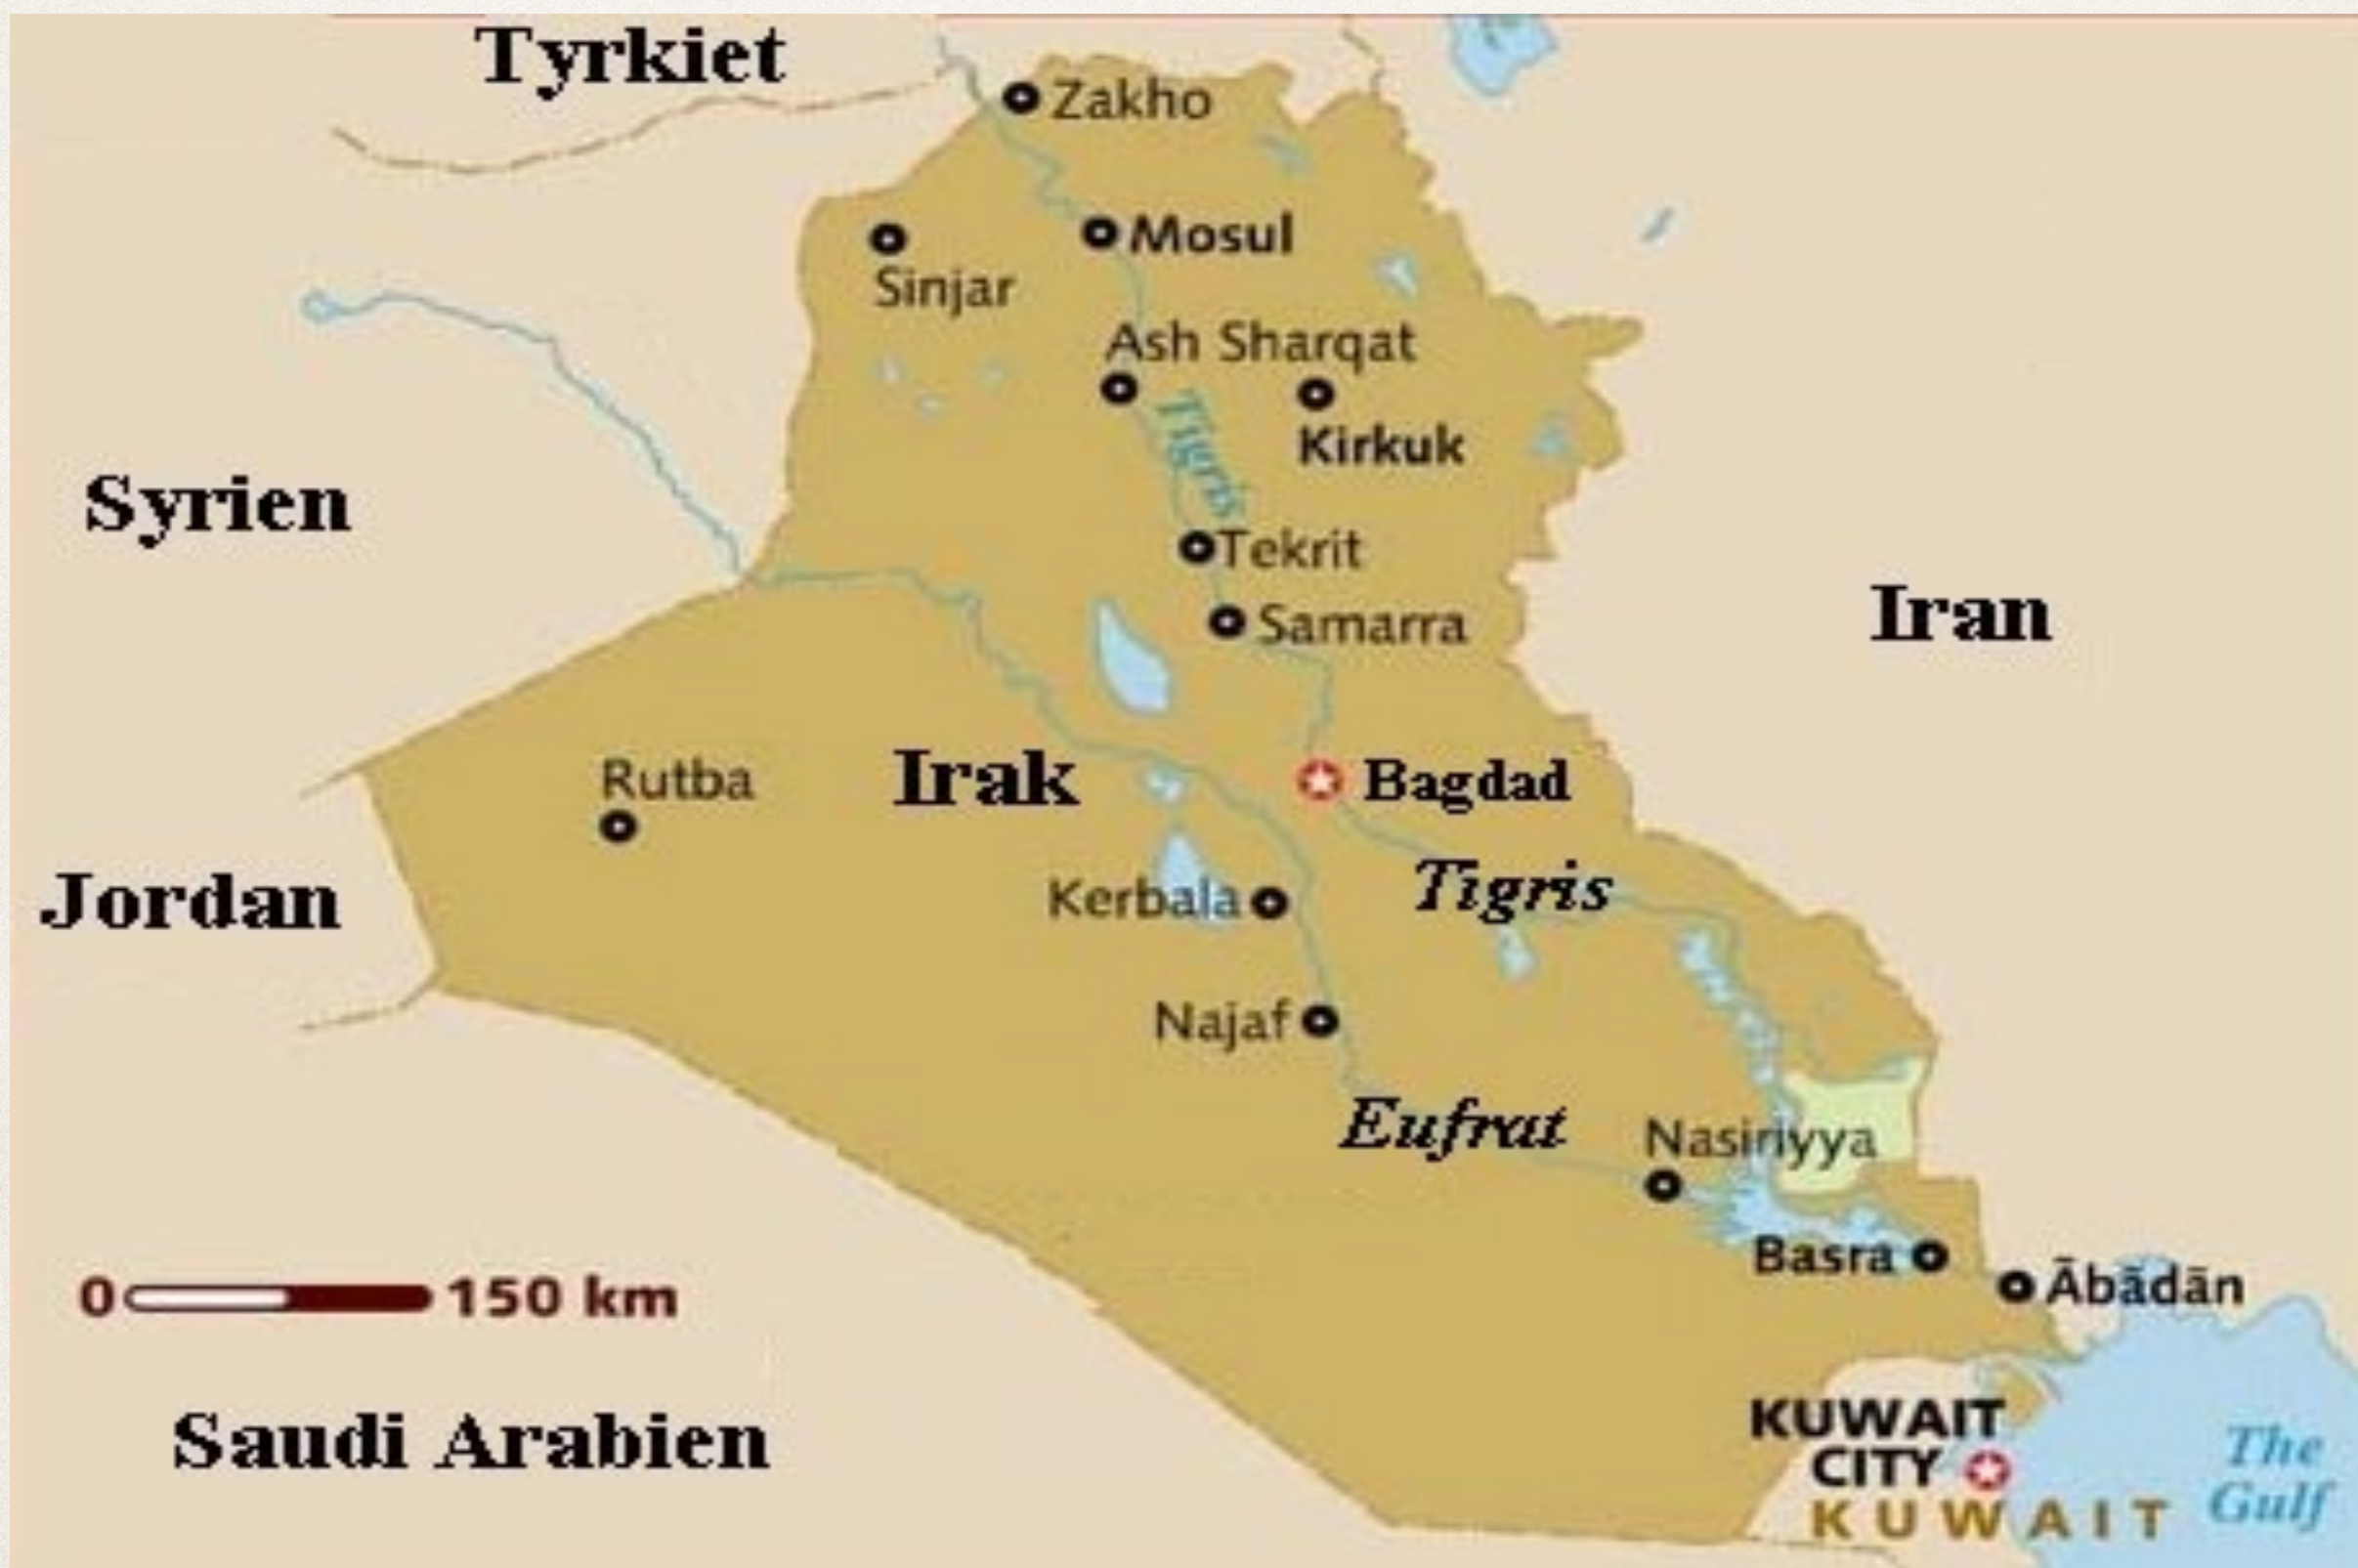 Tyrkiet
Zakho
Mosul
Sinjar
Ash Sharqat
Tigris
Kirkuk
Syrien
Tekrit
Samarra
Iran
Irak
Bagdad
Rutba
Tigris
Jordan
Kerbala
Najaf
Eufrat
Nasiriyya
Basra
Ābādān
0 150 km
Saudi Arabien
KUWAIT
CITY
KUWAIT
The
Gulf